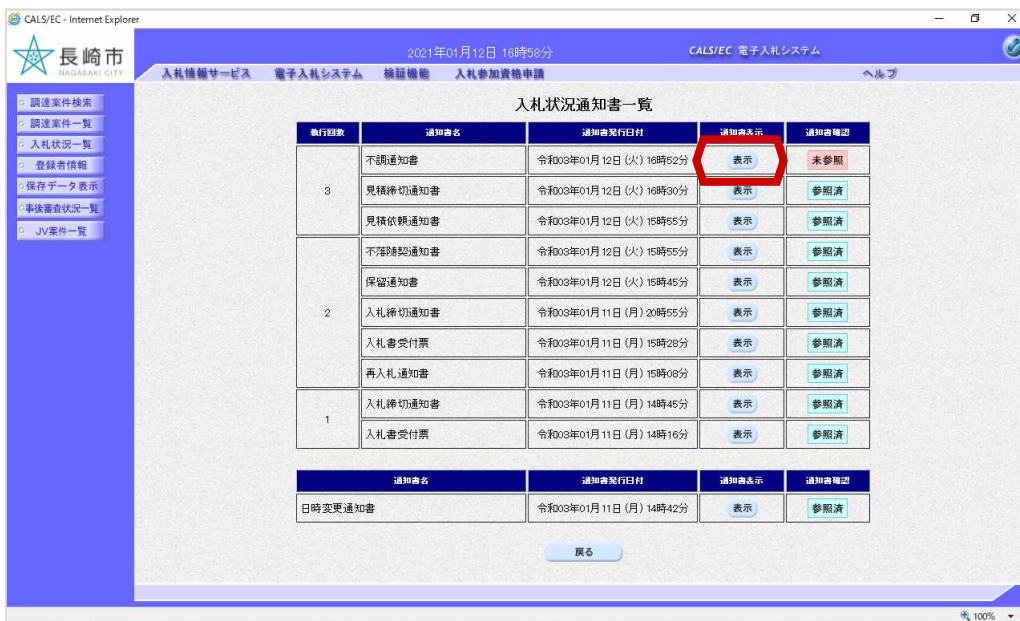 CALS/EC - Internet Explorer
長崎市
NAGASAKI CITY
2021年01月12日 16時58分
CALS/EC 電子入札システム
入札情報サービス 電子入札システム 検証機能 入札参加資格申請 ヘルプ
調達案件検索
調達案件一覧
入札状況一覧
登録者情報
保存データ表示
事後審査状況一覧
JV案件一覧
入札状況通知書一覧
執行回数 通知書名 通知書発行日付 通知書表示 通知書確認
不調通知書 令和03年01月12日 (火) 16時52分 表示 未参照
3 見積締切通知書 令和03年01月12日 (火) 16時30分 表示 参照済
見積依頼通知書 令和03年01月12日 (火) 15時55分 表示 参照済
不落随契通知書 令和03年01月12日 (火) 15時55分 表示 参照済
保留通知書 令和03年01月12日 (火) 15時45分 表示 参照済
2 入札締切通知書 令和03年01月11日 (月) 20時55分 表示 参照済
入札書受付票 令和03年01月11日 (月) 15時28分 表示 参照済
再入札通知書 令和03年01月11日 (月) 15時08分 表示 参照済
1 入札締切通知書 令和03年01月11日 (月) 14時45分 表示 参照済
入札書受付票 令和03年01月11日 (月) 14時16分 表示 参照済
通知書名 通知書発行日付 通知書表示 通知書確認
日時変更通知書 令和03年01月11日 (月) 14時42分 表示 参照済
戻る
100%